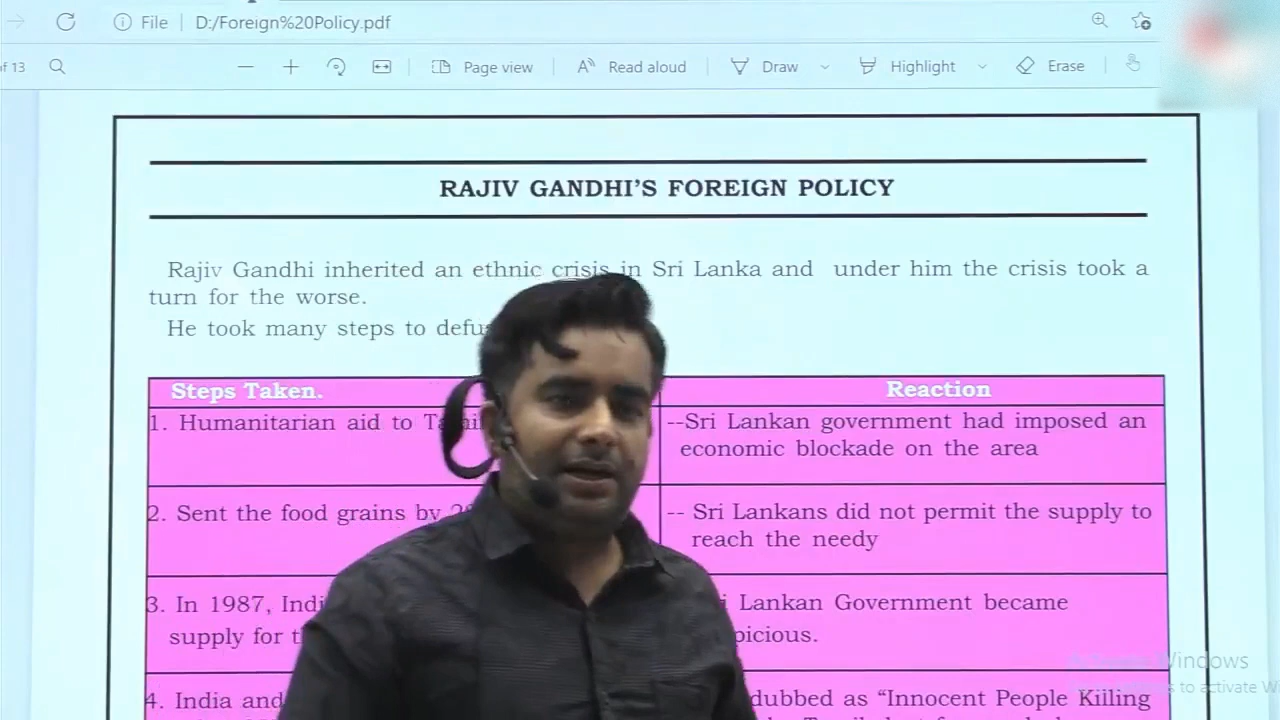 File D:/Foreign%20Policy.pdf
of 13 Page view Read aloud Draw Highlight Erase
RAJIV GANDHI'S FOREIGN POLICY
Rajiv Gandhi inherited an ethnic crisis in Sri Lanka and under him the crisis took a
turn for the worse.
He took many steps to
Steps Taken. Reaction
1. Humanitarian aid to --Sri Lankan government had imposed an
economic blockade on the area
2. Sent the food grains by -- Sri Lankans did not permit the supply to
reach the needy
3. In 1987, Lankan Government became
supply for
4. India and dubbed as “Innocent People Killing
Windows
to activate